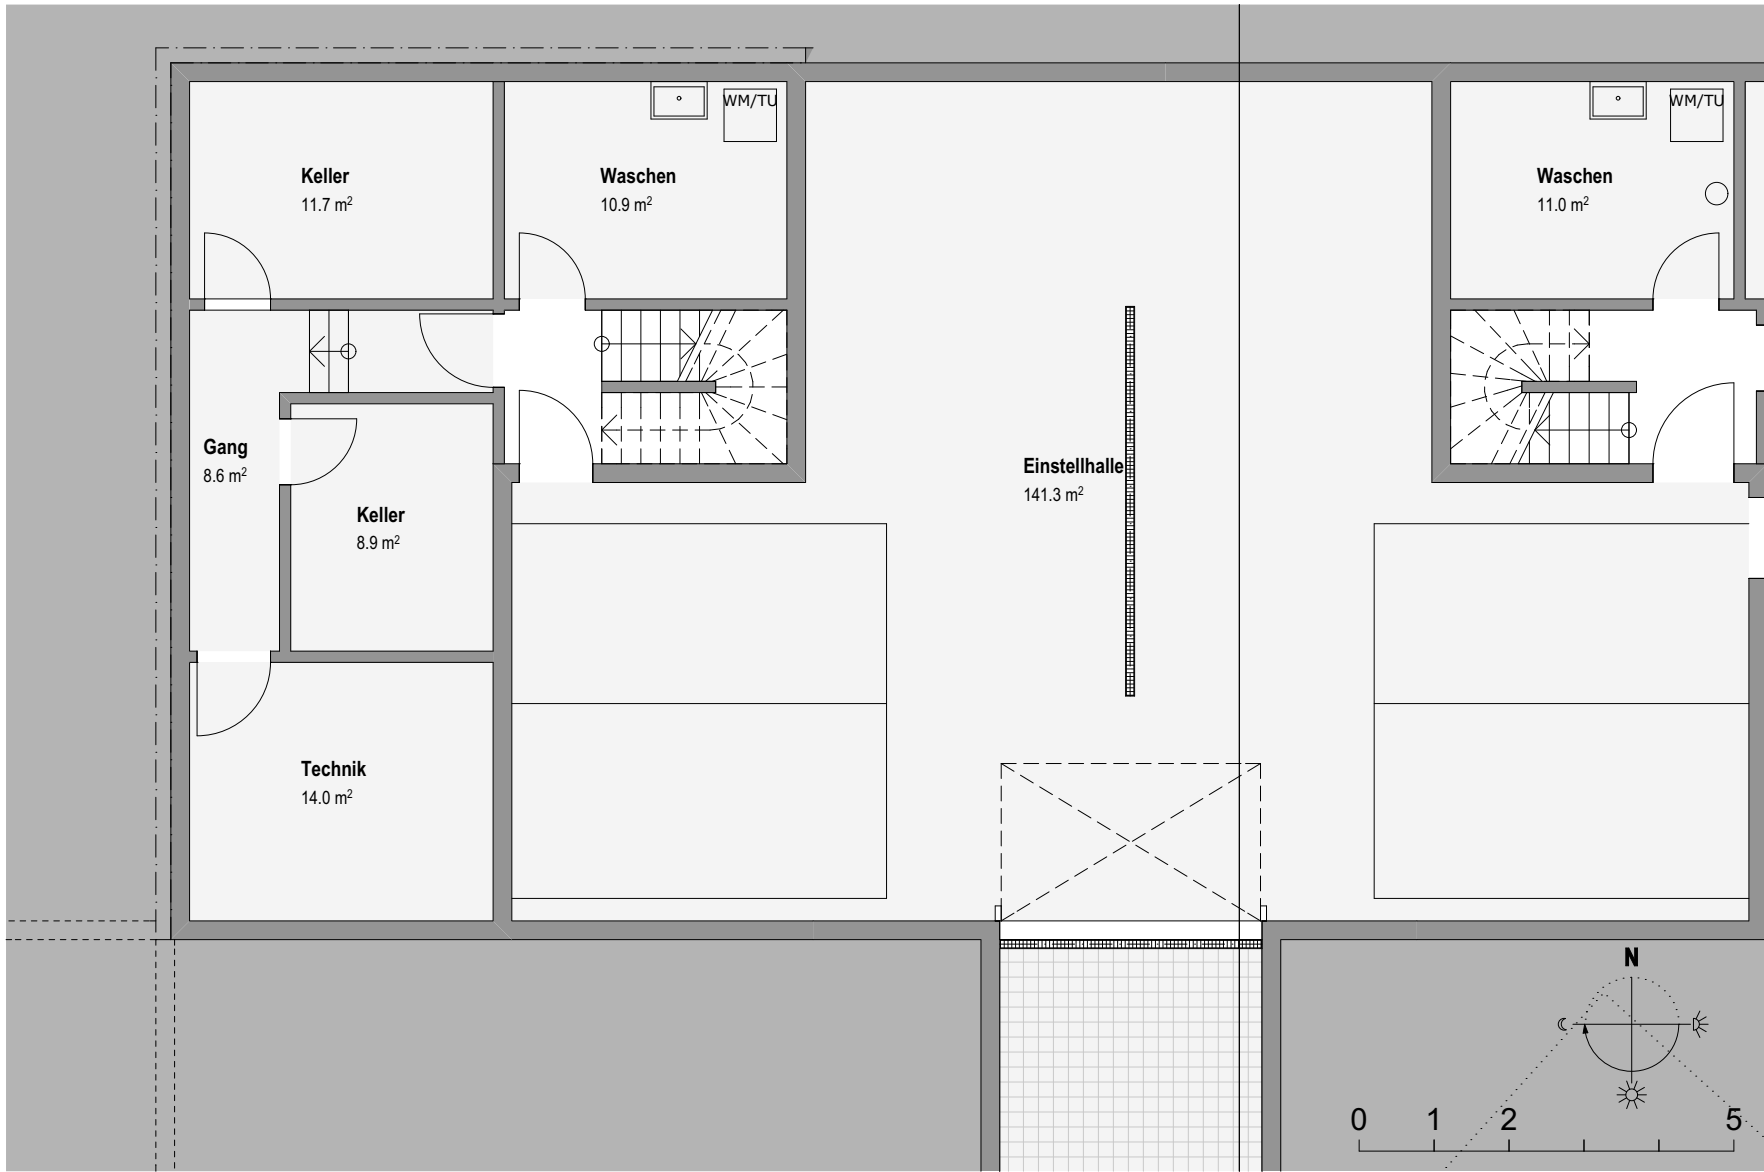 WM/TU
WM/TU
Keller
11.7 m²
Waschen
10.9 m²
Waschen
11.0 m²
Gang
8.6 m²
Einstellhalle
141.3 m²
Keller
8.9 m²
Technik
14.0 m²
N
0 1 2 5